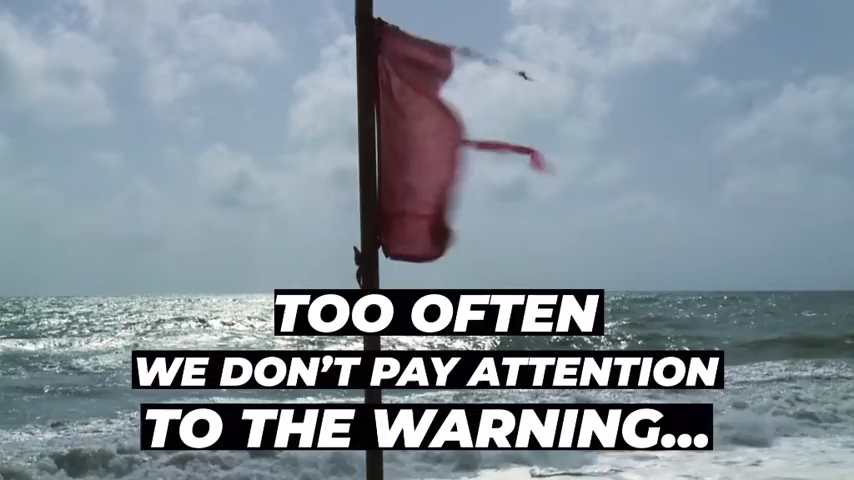 TOO OFTEN
WE DON'T PAY ATTENTION
TO THE WARNING...